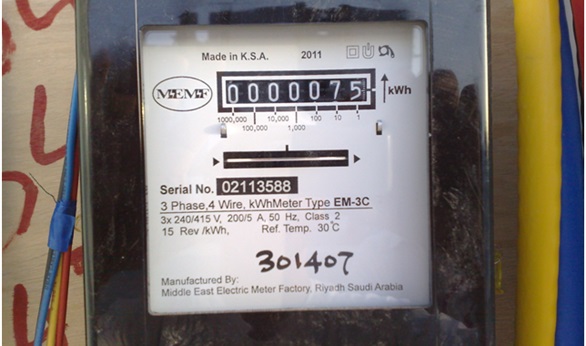 Made in K.S.A. 2011
MEMF
0000075 kWh
1000,000 10,000 100 10 1
100,000 1,000
Serial No. 02113588
3 Phase,4 Wire, kWhMeter Type EM-3C
3x 240/415 V, 200/5 A, 50 Hz, Class 2
15 Rev /kWh, Ref. Temp. 30°C
301407
Manufactured By:
Middle East Electric Meter Factory, Riyadh Saudi Arabia